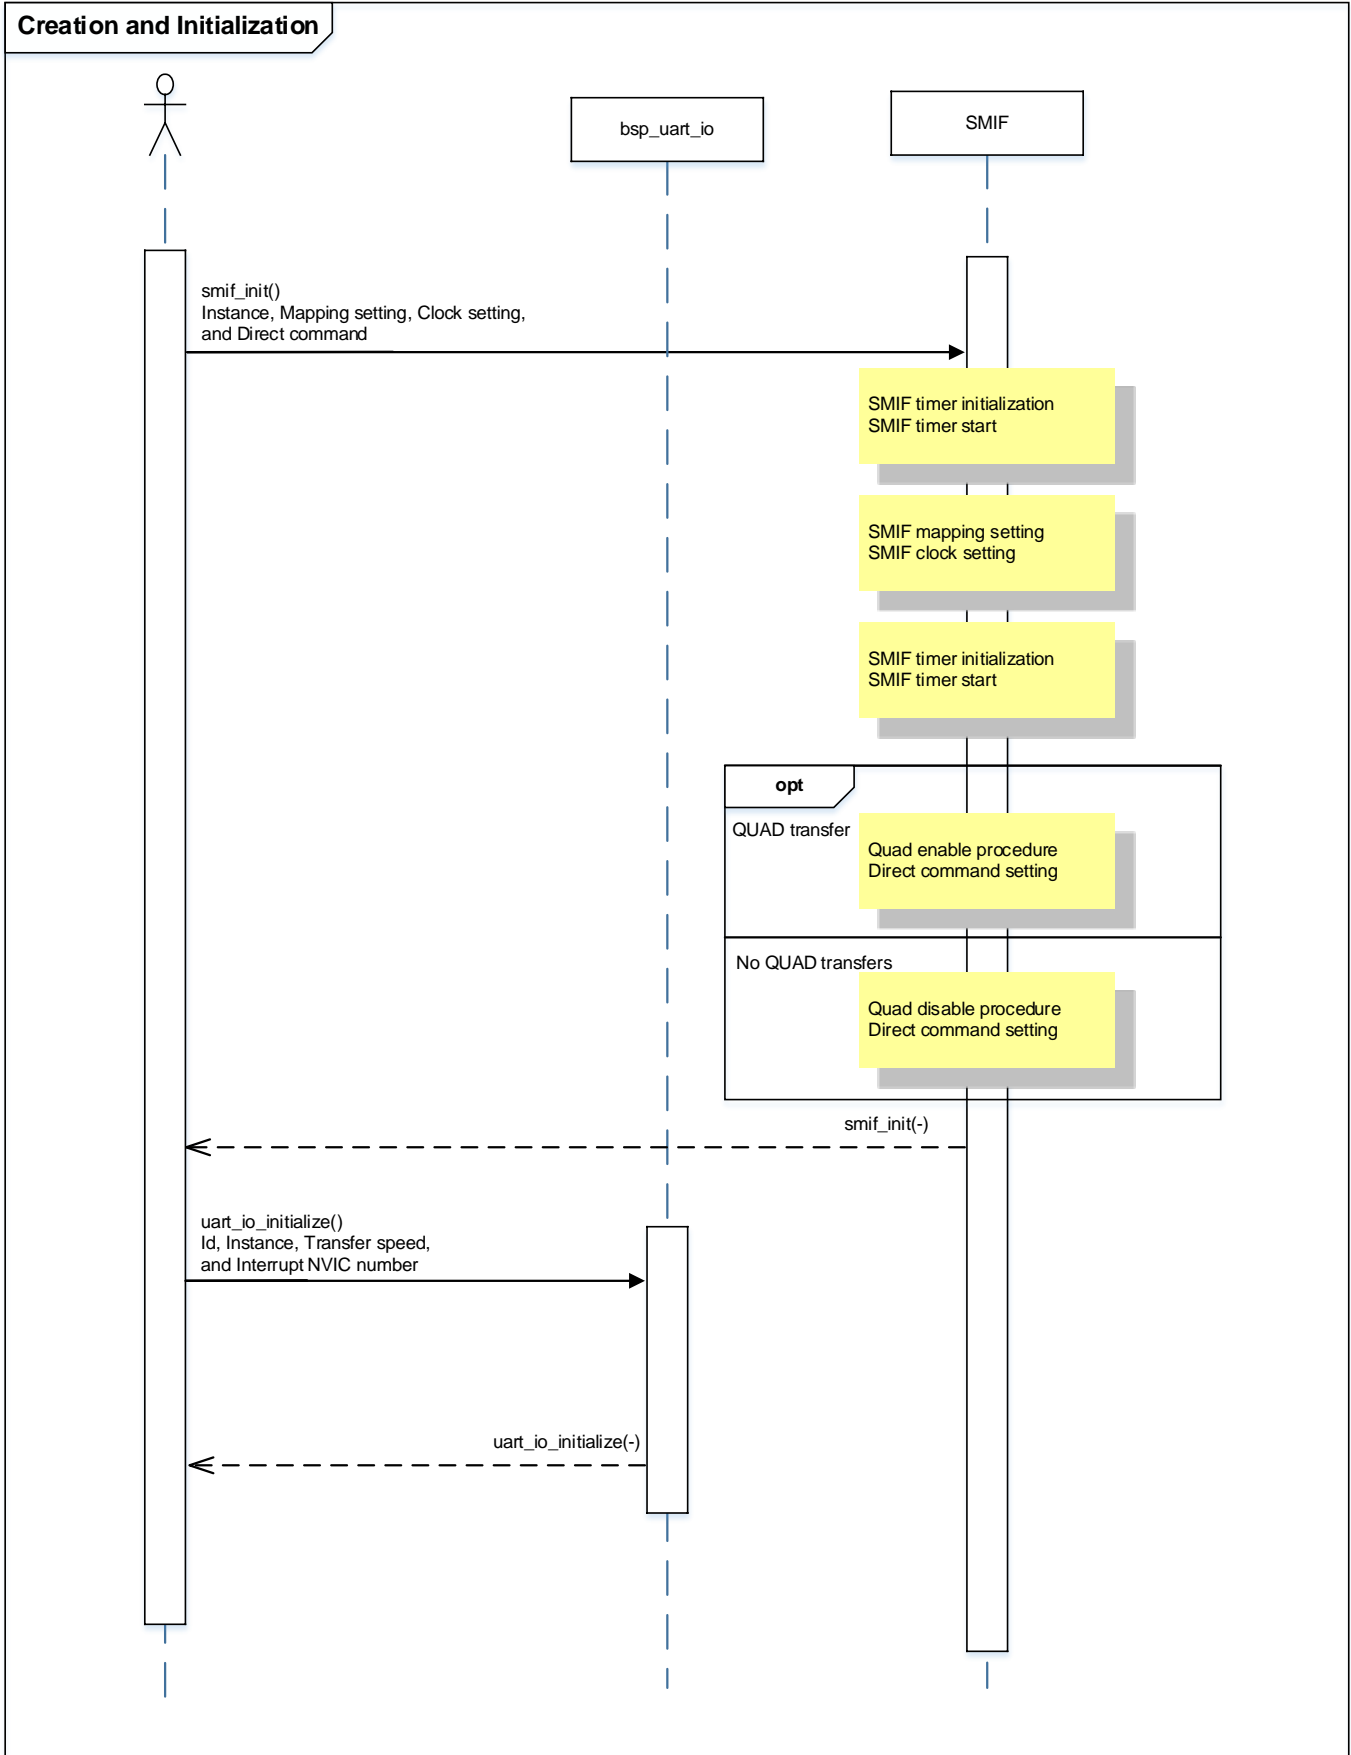 Creation and Initialization
bsp_uart_io
SMIF
smif_init()
Instance, Mapping setting, Clock setting,
and Direct command
SMIF timer initialization
SMIF timer start
SMIF mapping setting
SMIF clock setting
SMIF timer initialization
SMIF timer start
opt
QUAD transfer
Quad enable procedure
Direct command setting
No QUAD transfers
Quad disable procedure
Direct command setting
smif_init(-)
uart_io_initialize()
Id, Instance, Transfer speed,
and Interrupt NVIC number
uart_io_initialize(-)